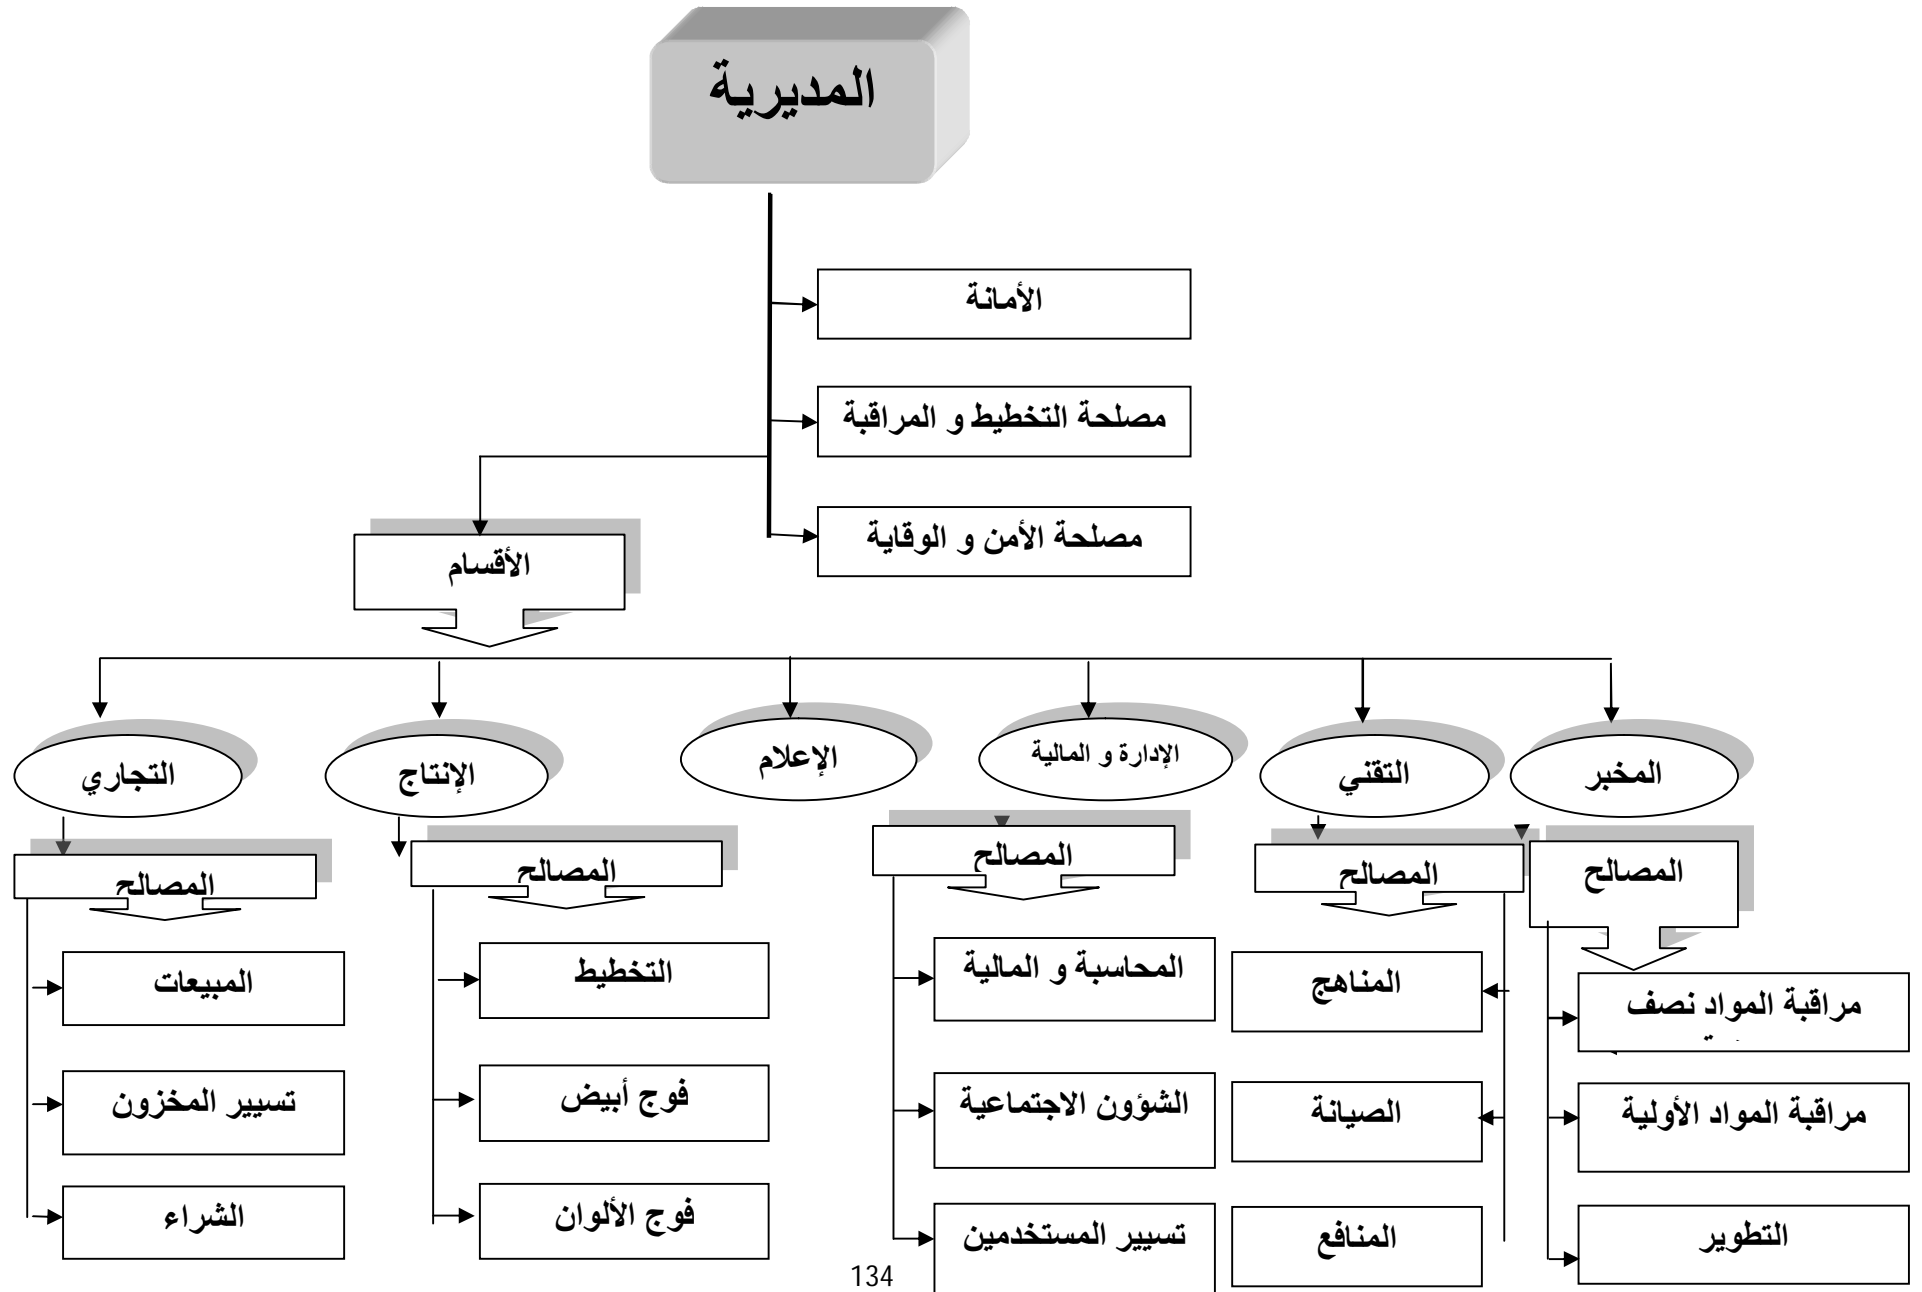 المديرية
الأمانة
مصلحة التخطيط و المراقبة
مصلحة الأمن و الوقاية
الأقسام
المخبر
التقني
الإدارة و المالية
الإعلام
الإنتاج
التجاري
المصالح
المصالح
المصالح
المصالح
المصالح
مراقبة المواد نصف
مراقبة المواد الأولية
التطوير
المناهج
الصيانة
المنافع
المحاسبة و المالية
الشؤون الاجتماعية
تسيير المستخدمين
التخطيط
فوج أبيض
فوج الألوان
المبيعات
تسيير المخزون
الشراء
134